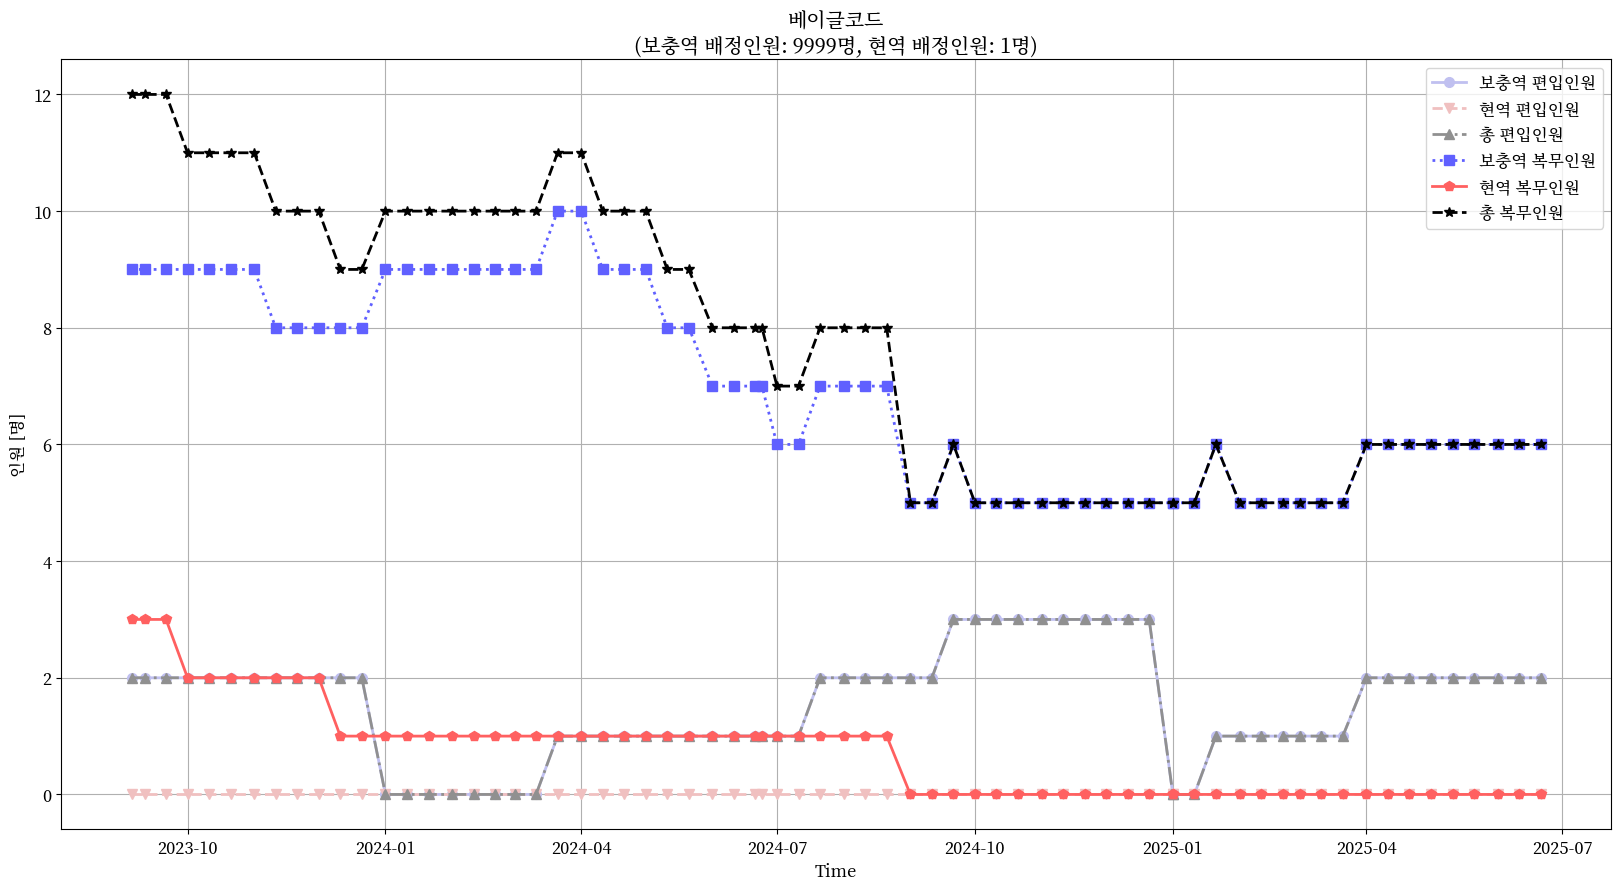 베이글코드
(보충역 배정인원: 9999명, 현역 배정인원: 1명)
보충역 편입인원
현역 편입인원
총 편입인원
보충역 복무인원
현역 복무인원
총 복무인원
인원 [명]
12
10
8
6
4
2
0
2023-10
2024-01
2024-04
2024-07
2024-10
2025-01
2025-04
2025-07
Time